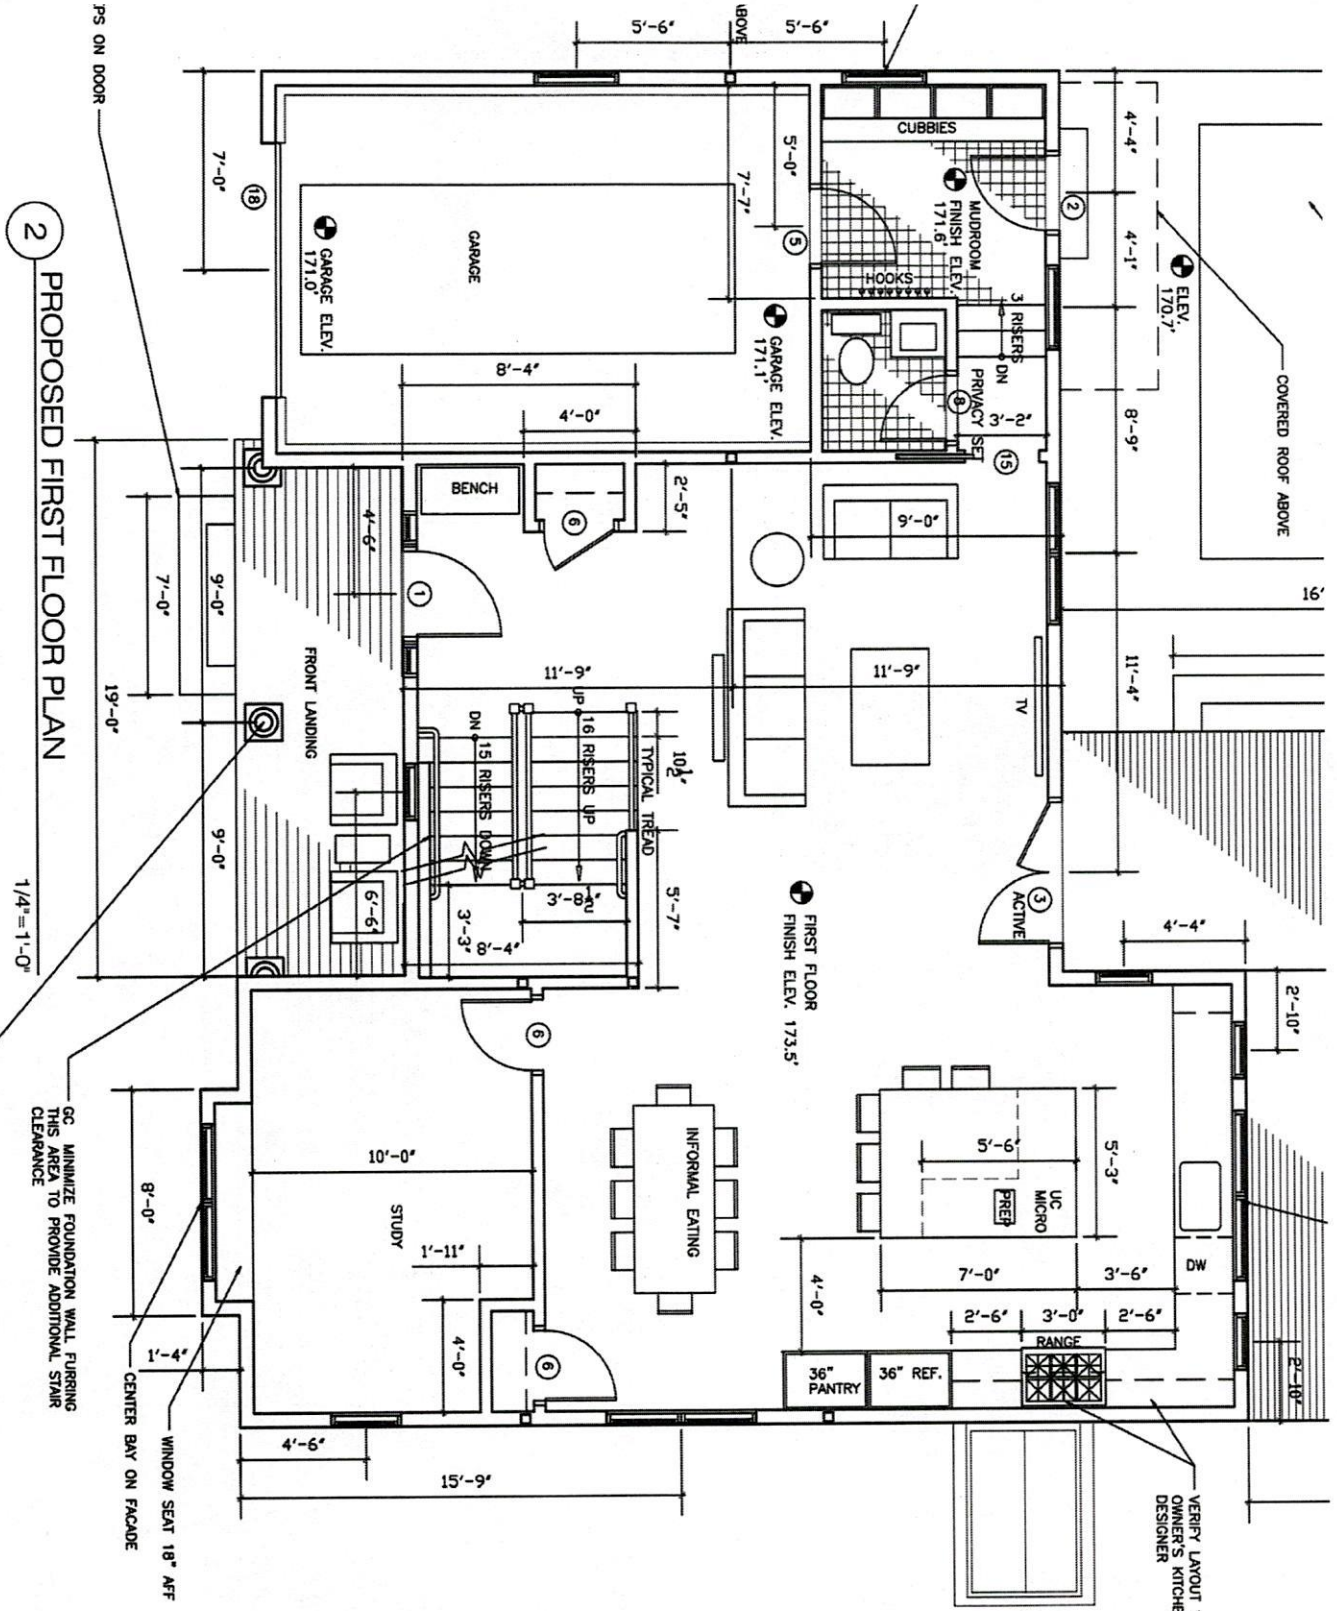 PS ON DOOR
5'-6"
ABOVE
5'-6"
CUBBIES
4'-4"
4'-1"
8'-9"
11'-4"
16'
7'-0"
18
GARAGE
GARAGE ELEV.
171.0'
GARAGE ELEV.
171.1'
5'-0"
7'-7"
5
MUDROOM
FINISH ELEV.
171.6'
HOOKS
2
ELEV.
170.7'
3 RISERS
DN
PRIVACY SET
8
3'-2"
15
COVERED ROOF ABOVE
8'-4"
4'-0"
BENCH
6
2'-5"
9'-0"
4'-6"
1
9'-0"
7'-0"
19'-0"
FRONT LANDING
11'-9"
11'-9"
TV
UP
16 RISERS UP
DN
15 RISERS DOWN
10 1/2"
TYPICAL TREAD
9'-0"
6'-6"
3'-3"
8'-4"
5'-7"
FIRST FLOOR
FINISH ELEV. 173.5'
3
ACTIVE
4'-4"
2'-10"
6
10'-0"
STUDY
1'-11"
4'-0"
6
INFORMAL EATING
5'-6"
5'-3"
UC
MICRO
PREP
DW
7'-0"
3'-6"
4'-0"
2'-6"
3'-0"
2'-6"
RANGE
36"
PANTRY
36" REF.
2'-10"
8'-0"
1'-4"
4'-6"
15'-9"
GC MINIMIZE FOUNDATION WALL FURRING
THIS AREA TO PROVIDE ADDITIONAL STAIR
CLEARANCE
WINDOW SEAT 18" AFF
CENTER BAY ON FACADE
VERIFY LAYOUT
OWNER'S KITCHE
DESIGNER
2
PROPOSED FIRST FLOOR PLAN
1/4"=1'-0"